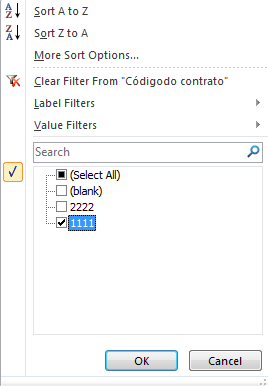 Sort A to Z
Sort Z to A
More Sort Options...
Clear Filter From "Códigodo contrato"
Label Filters
Value Filters
Search
(Select All)
(blank)
2222
1111
OK
Cancel